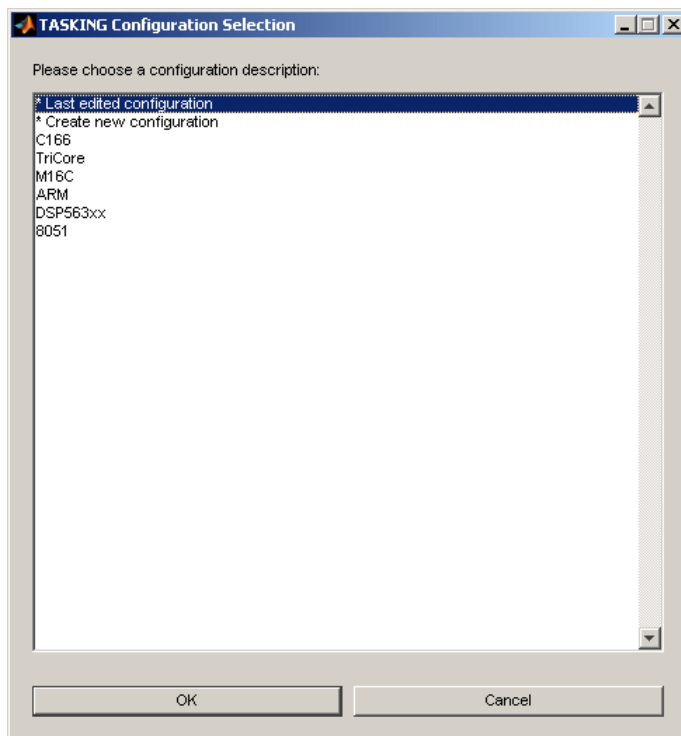 TASKING Configuration Selection
Please choose a configuration description:
* Last edited configuration
* Create new configuration
C166
TriCore
M16C
ARM
DSP563xx
8051
OK
Cancel